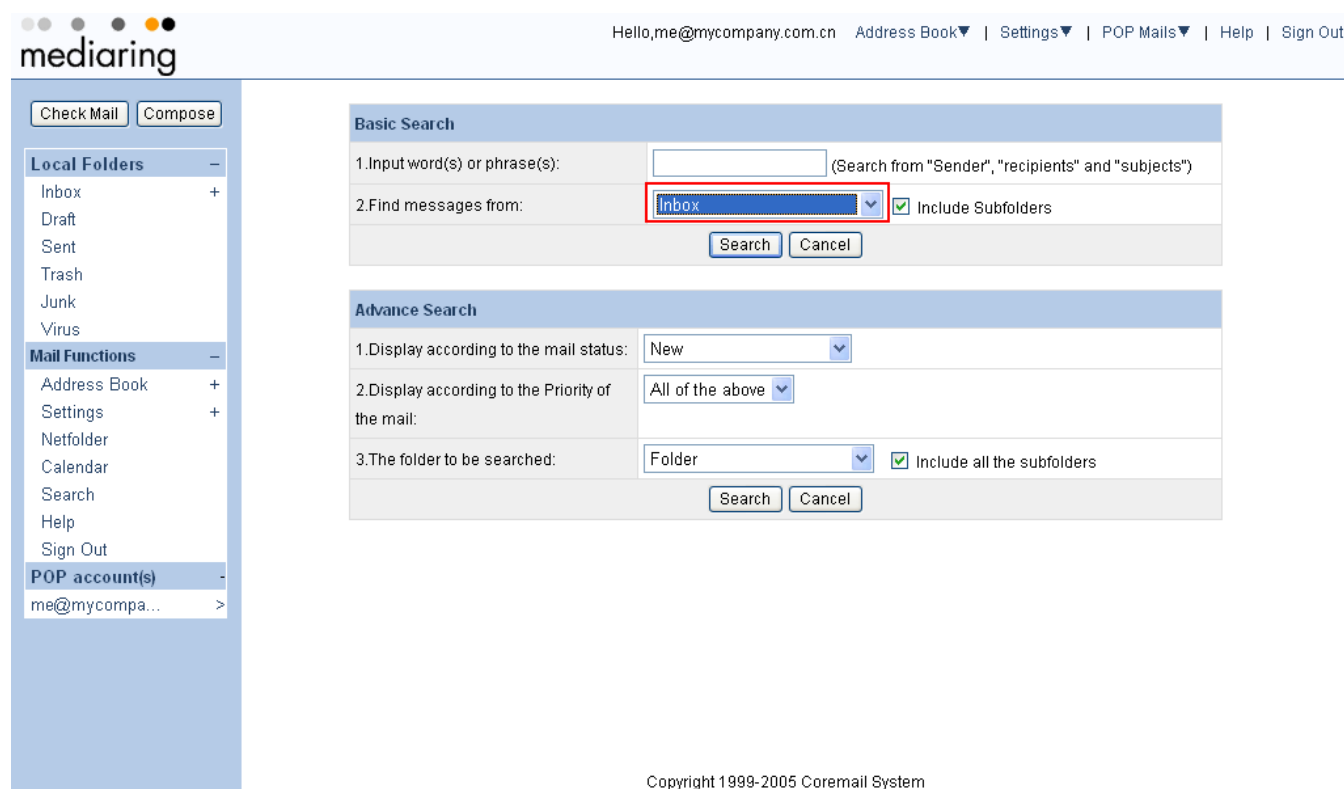 mediaring
Hello,me@mycompany.com.cn Address Book▼ | Settings▼ | POP Mails▼ | Help | Sign Out
Check Mail Compose
Local Folders –
Inbox +
Draft
Sent
Trash
Junk
Virus
Mail Functions –
Address Book +
Settings +
Netfolder
Calendar
Search
Help
Sign Out
POP account(s) -
me@mycompa... >
Basic Search
1.Input word(s) or phrase(s): (Search from "Sender", "recipients" and "subjects")
2.Find messages from: Inbox Include Subfolders
Search Cancel
Advance Search
1.Display according to the mail status: New
2.Display according to the Priority of All of the above
the mail:
3.The folder to be searched: Folder Include all the subfolders
Search Cancel
Copyright 1999-2005 Coremail System